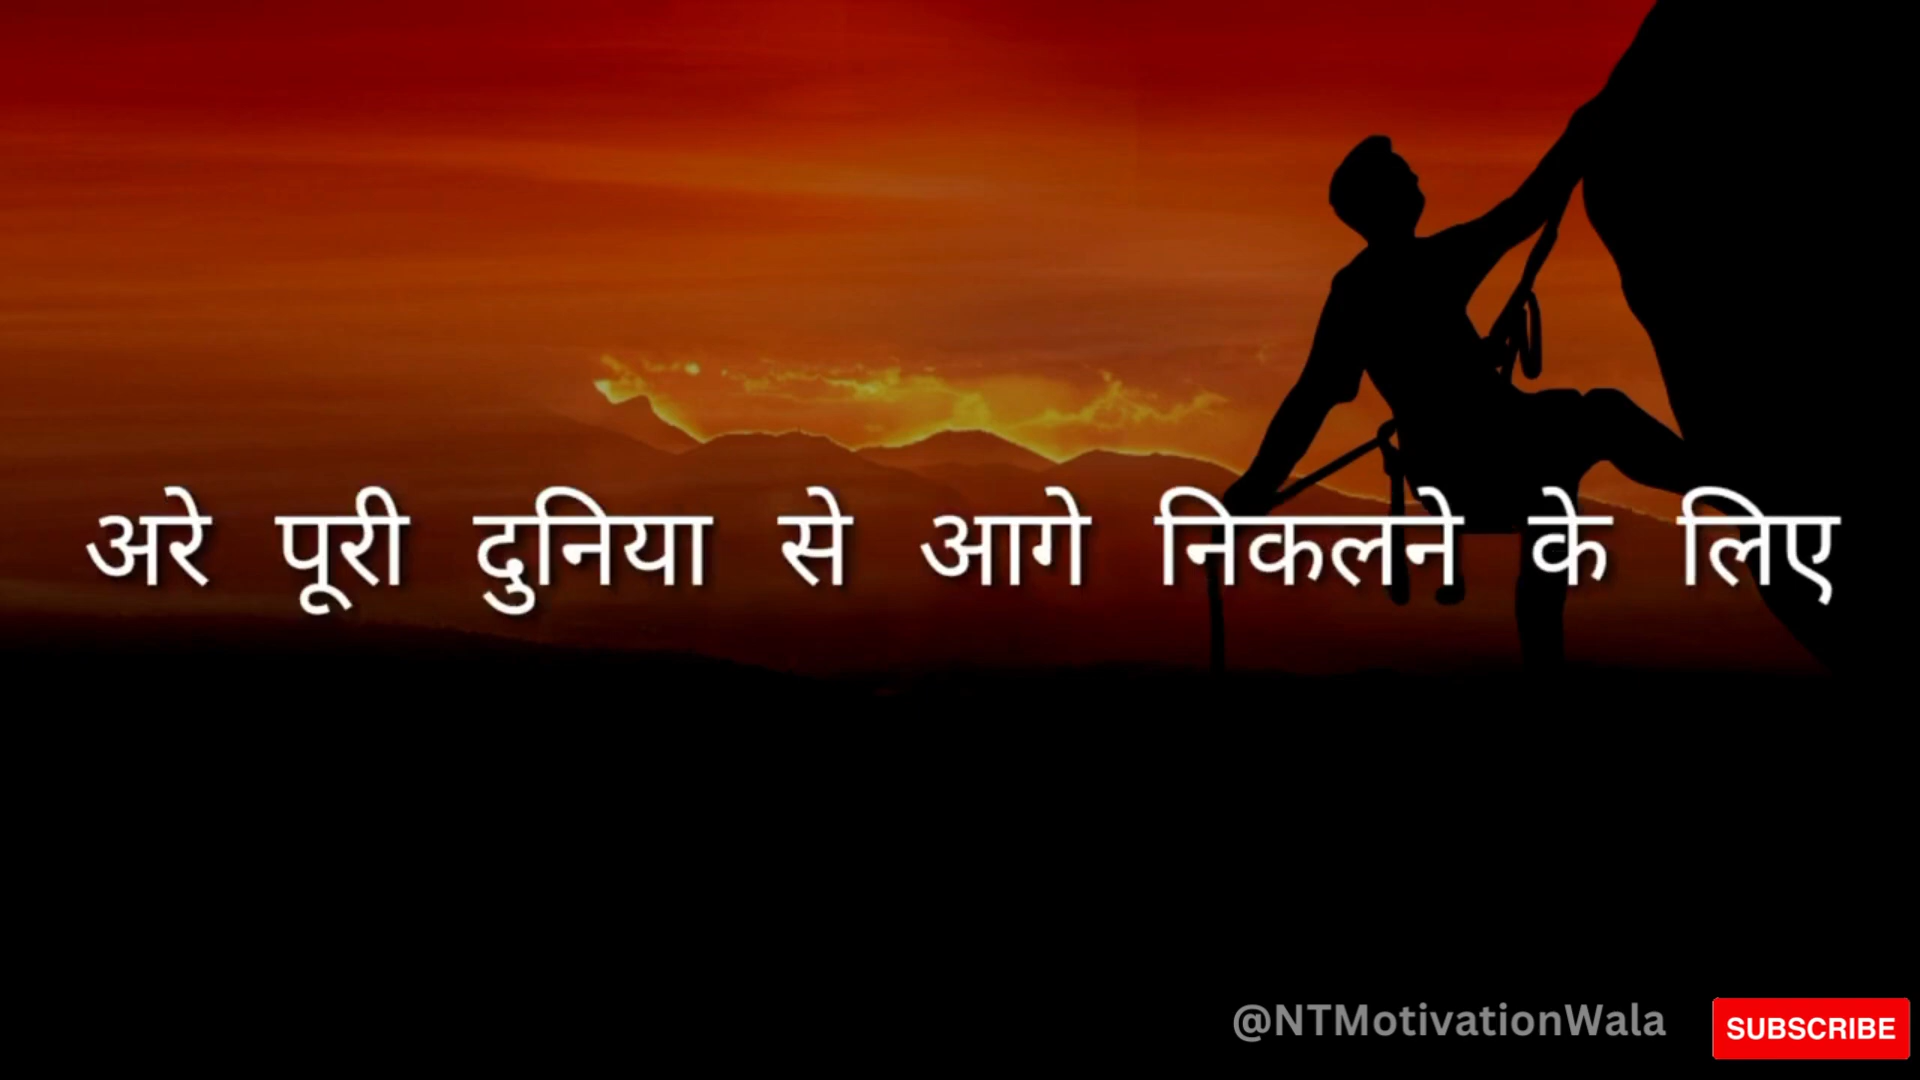 अरे पूरी दुनिया से आगे निकलने के लिए
@NTMotivationWala
SUBSCRIBE